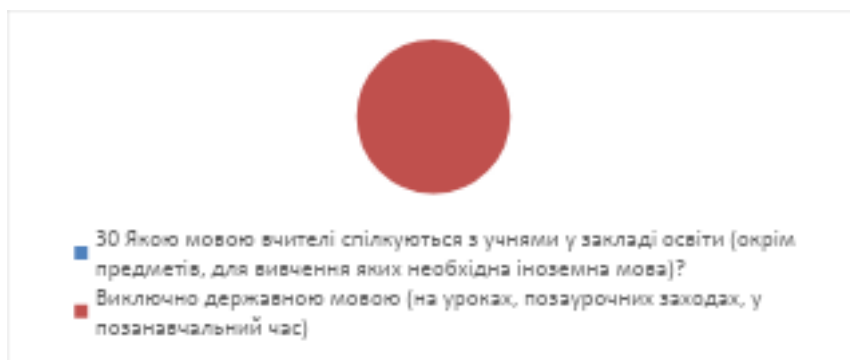 30 Якою мовою вчителі спілкуються з учнями у закладі освіти (окрім
предметів, для вивчення яких необхідна іноземна мова)?
Виключно державною мовою (на уроках, позаурочних заходах, у
позанавчальний час)